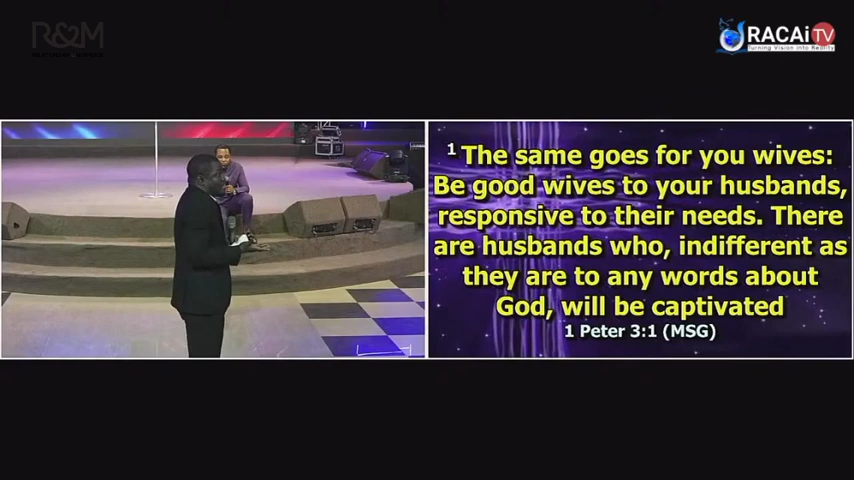 R&M
RACAi TV
Turning Vision into Reality
1 The same goes for you wives:
Be good wives to your husbands,
responsive to their needs. There
are husbands who, indifferent as
they are to any words about
God, will be captivated
1 Peter 3:1 (MSG)